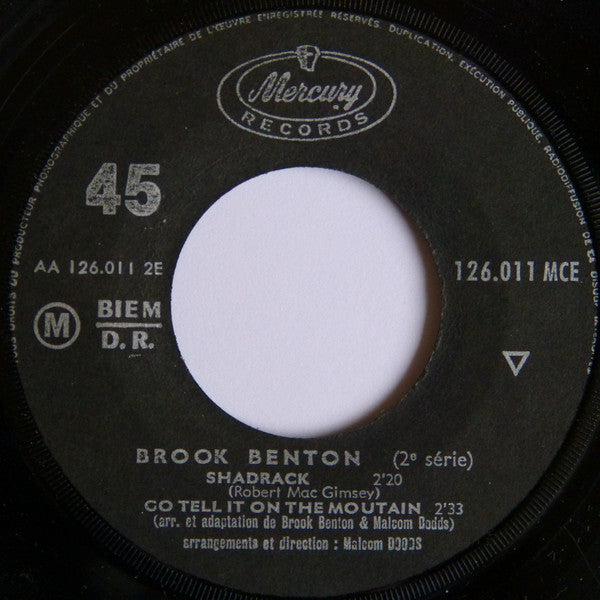 TOUS DROITS DU PRODUCTEUR PHONOGRAPHIQUE ET DU PROPRIÉTAIRE DE L'ŒUVRE ENREGISTRÉE RÉSERVÉS. DUPLICATION, EXÉCUTION PUBLIQUE, RADIODIFFUSION
Mercury
RECORDS
45
AA 126.011 2E
126.011 MCE
M
BIEM
D. R.
BROOK BENTON (2e série)
SHADRACK 2'20
(Robert Mac Gimsey)
GO TELL IT ON THE MOUTAIN 2'33
(arr. et adaptation de Brook Benton & Malcom Dodds)
arrangements et direction : Malcom DODDS